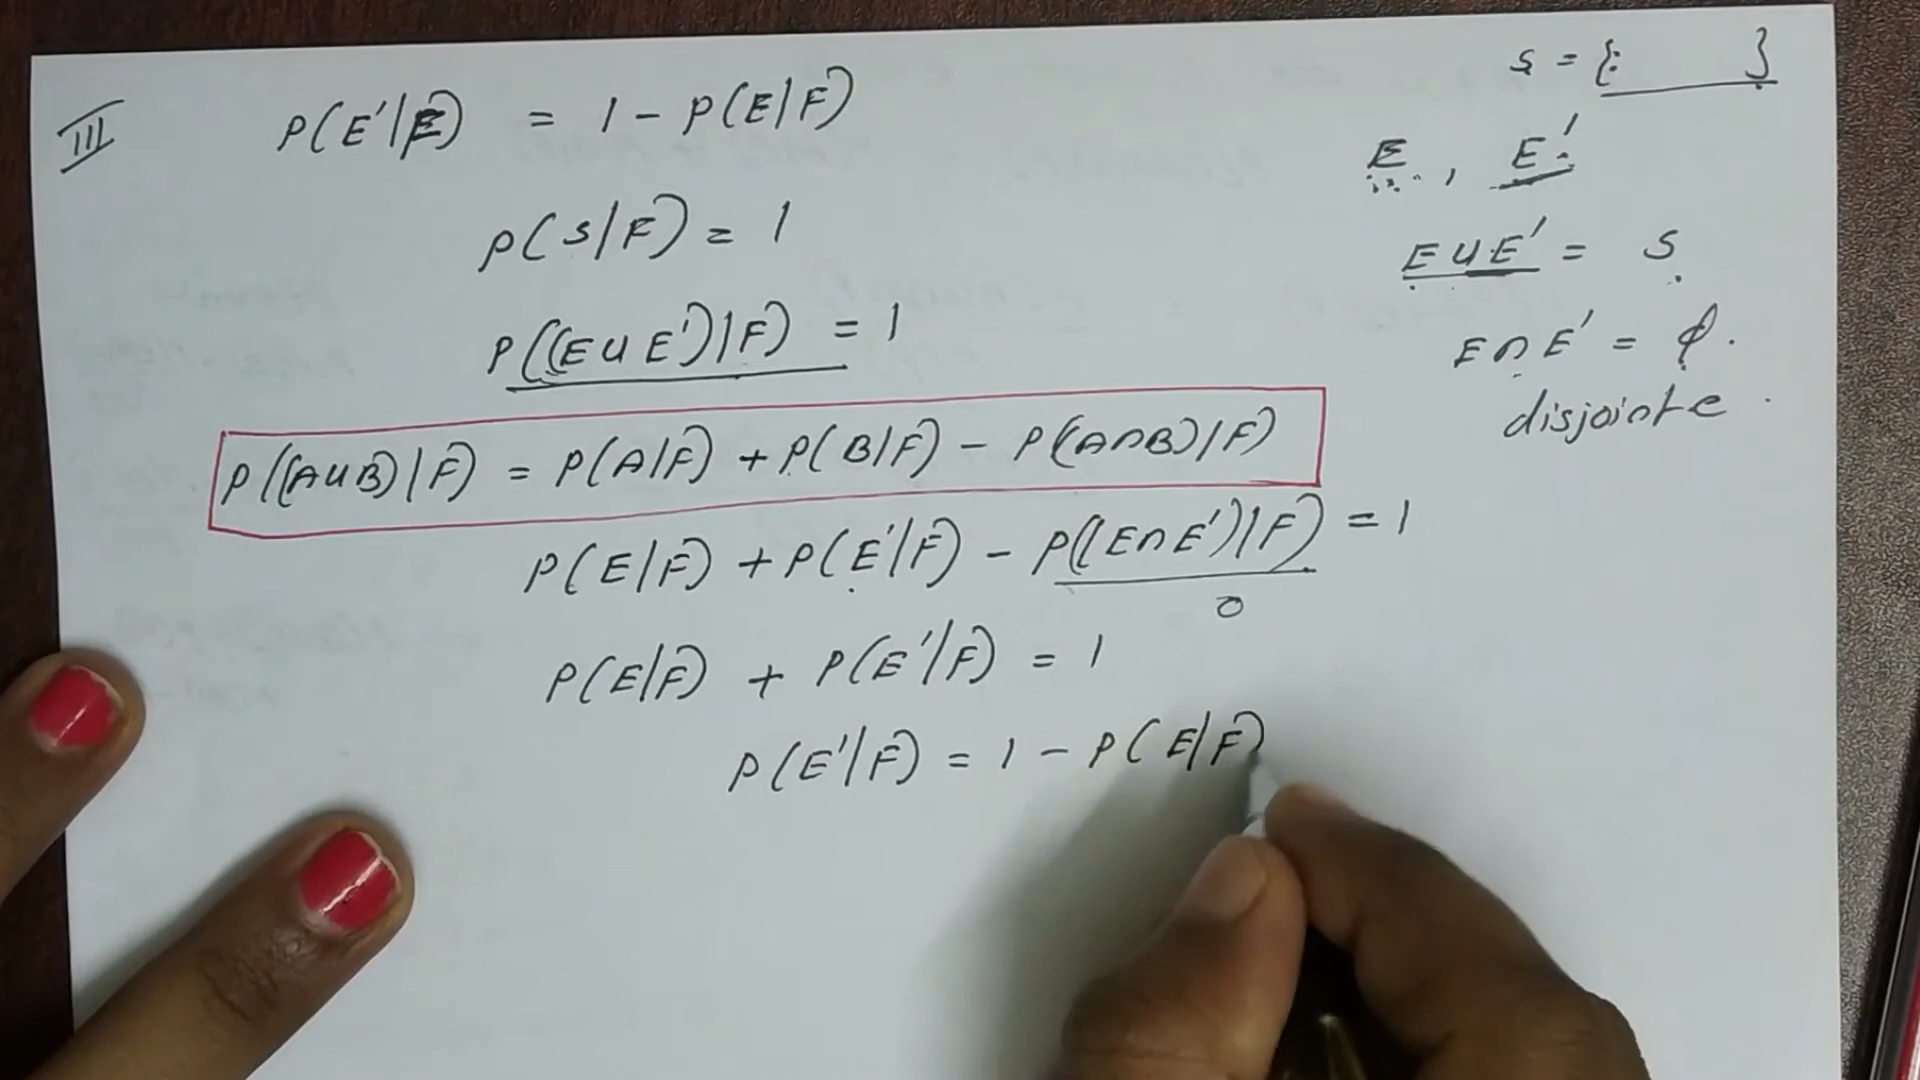 III P(E'|F) = 1 - P(E|F)
P(S|F) = 1
P((E∪E')|F) = 1
P((A∪B)|F) = P(A|F) + P(B|F) - P(A∩B)|F)
P(E|F) + P(E'|F) - P((E∩E')|F) = 1
0
P(E|F) + P(E'|F) = 1
P(E'|F) = 1 - P(E|F)
S = { }
E , E'
E∪E' = S
E∩E' = φ.
disjointe.